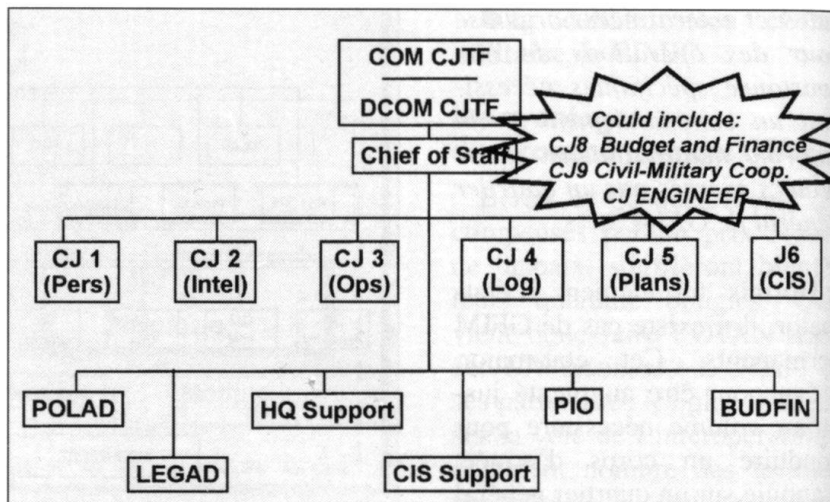 COM CJTF
DCOM CJTF
Chief of Staff
Could include:
CJ8 Budget and Finance
CJ9 Civil-Military Coop.
CJ ENGINEER
CJ 1
(Pers)
CJ 2
(Intel)
CJ 3
(Ops)
CJ 4
(Log)
CJ 5
(Plans)
J6
(CIS)
POLAD
HQ Support
PIO
BUDFIN
LEGAD
CIS Support